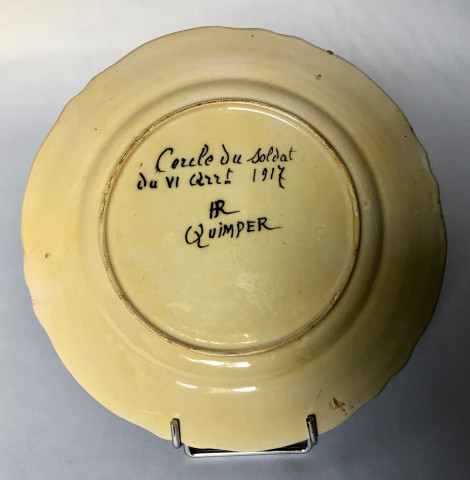 Cercle du Soldat
du VI Arrt 1917
HR
QUIMPER